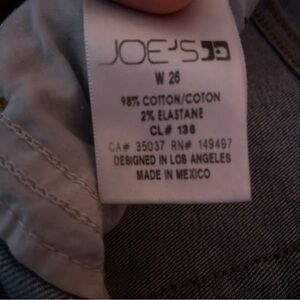 JOE'S
W 26
98% COTTON/COTON
2% ELASTANE
CL# 138
CA# 35037 RN# 149497
DESIGNED IN LOS ANGELES
MADE IN MEXICO